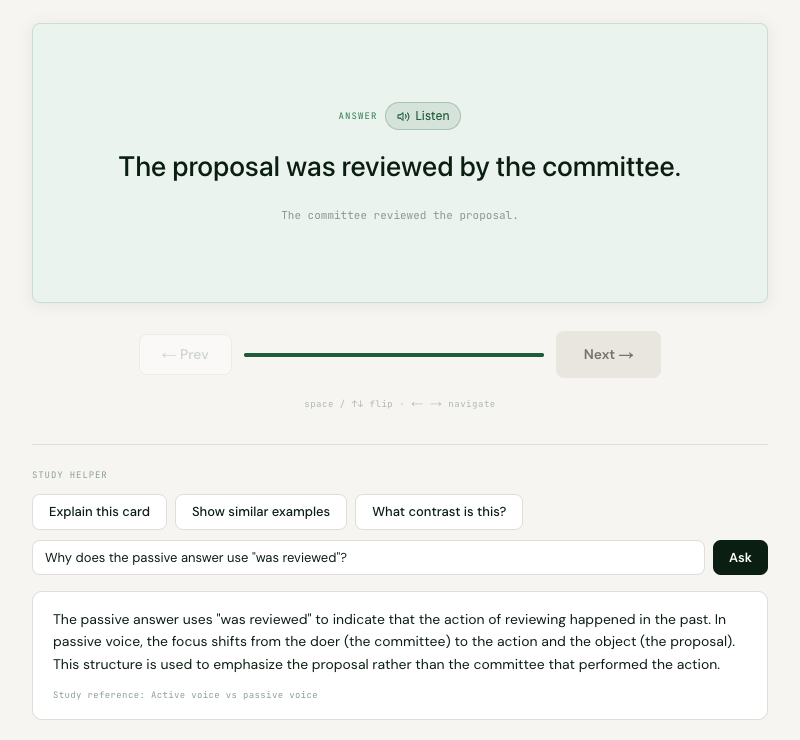 ANSWER Listen
The proposal was reviewed by the committee.
The committee reviewed the proposal.
← Prev Next →
space / ↑↓ flip · ← → navigate
STUDY HELPER
Explain this card Show similar examples What contrast is this?
Why does the passive answer use "was reviewed"? Ask
The passive answer uses "was reviewed" to indicate that the action of reviewing happened in the past. In
passive voice, the focus shifts from the doer (the committee) to the action and the object (the proposal).
This structure is used to emphasize the proposal rather than the committee that performed the action.
Study reference: Active voice vs passive voice